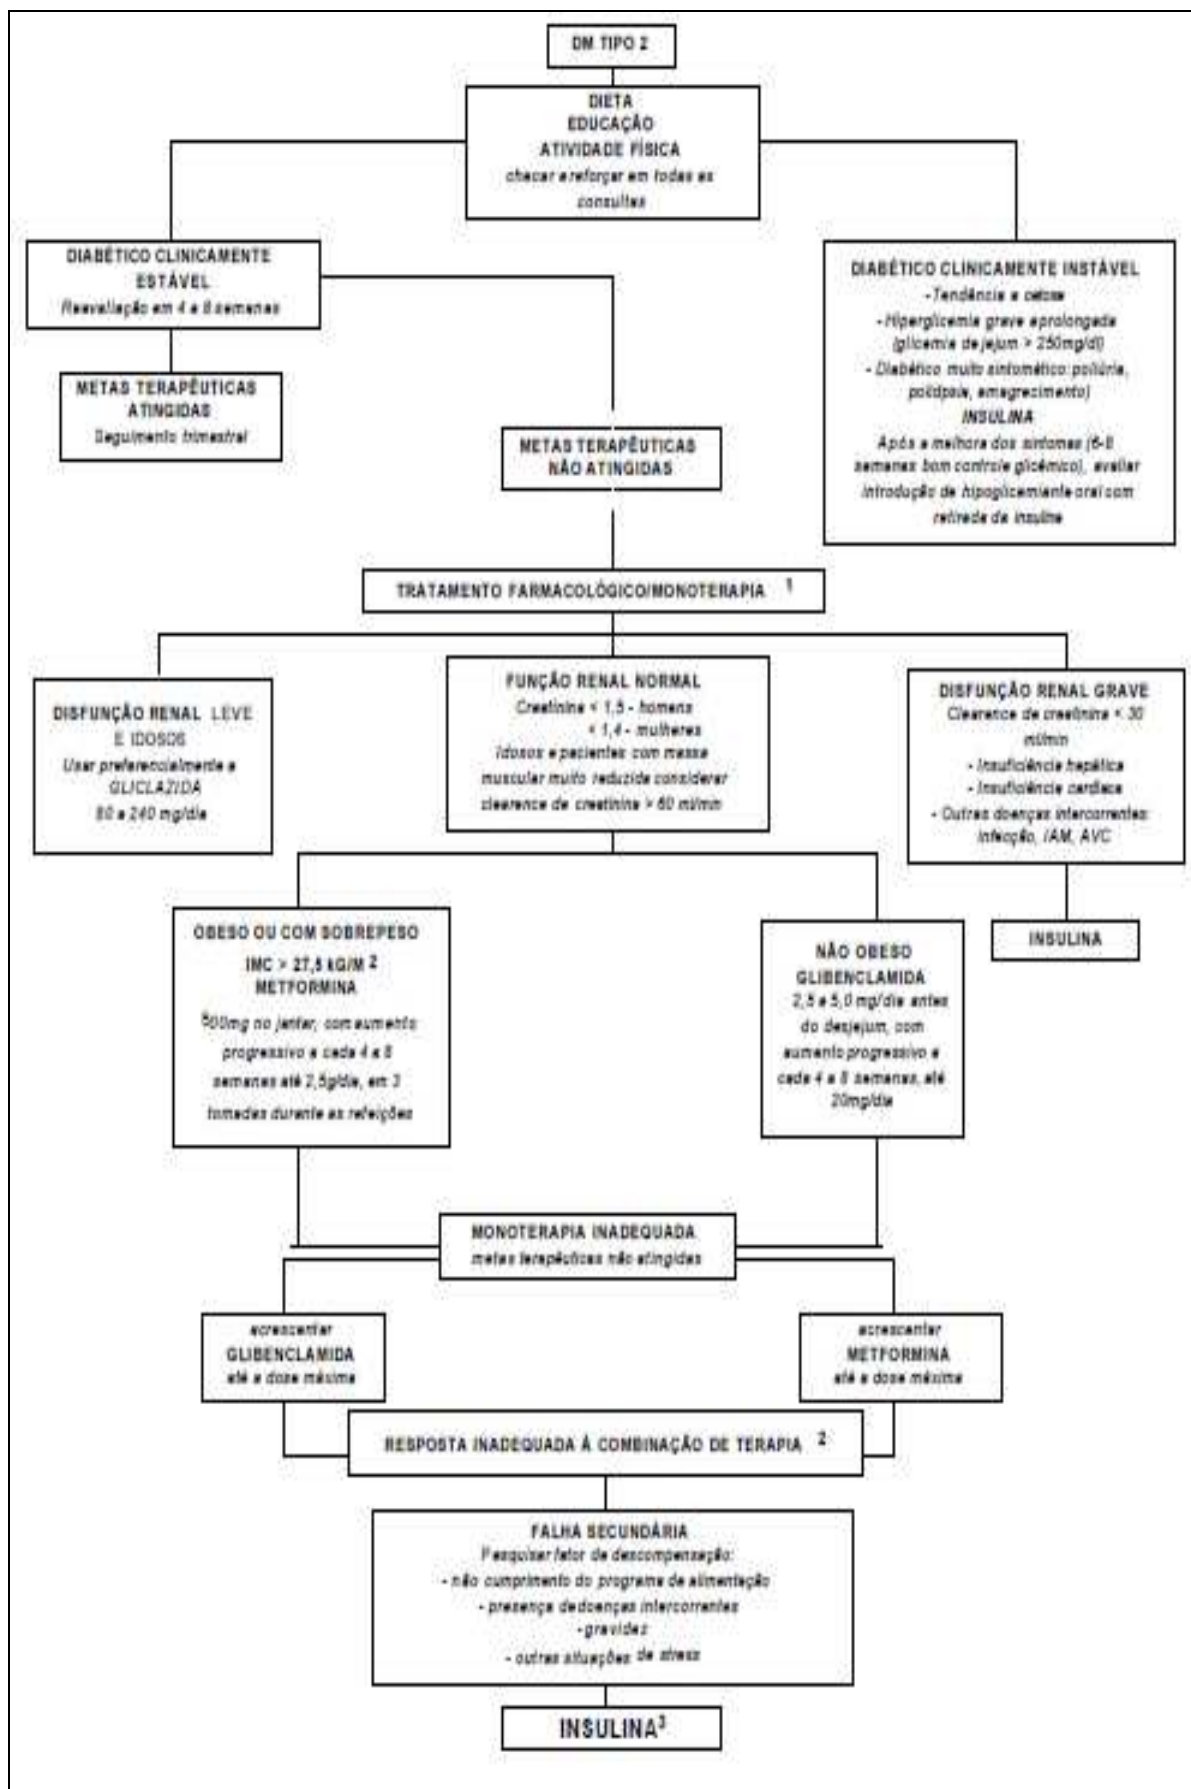 DM TIPO 2
DIETA
EDUCAÇÃO
ATIVIDADE FÍSICA
checar e reforçar em todas as
consultas
DIABÉTICO CLINICAMENTE
ESTÁVEL
Reavaliação em 4 a 8 semanas
METAS TERAPÊUTICAS
ATINGIDAS
Seguimento trimestral
METAS TERAPÊUTICAS
NÃO ATINGIDAS
DIABÉTICO CLINICAMENTE INSTÁVEL
- Tendência a cetose
- Hiperglicemia grave e prolongada
(glicemia de jejum > 250mg/dl)
- Diabético muito sintomático: poliúria,
polidpsia, emagrecimento)
INSULINA
Após a melhora dos sintomas (6-8
semanas bom controle glicêmico), avaliar
introdução de hipoglicemiente oral com
retirada da insulina
TRATAMENTO FARMACOLÓGICO/MONOTERAPIA 1
DISFUNÇÃO RENAL LEVE
E IDOSOS
Usar preferencialmente a
GLICLAZIDA
80 a 240 mg/dia
FUNÇÃO RENAL NORMAL
Creatinina < 1,5 - homens
< 1,4 - mulheres
Idosos e pacientes com massa
muscular muito reduzida considerar
clearence de creatinina > 60 ml/min
DISFUNÇÃO RENAL GRAVE
Clearence de creatinina < 30
ml/min
- Insuficiência hepática
- Insuficiência cardíaca
- Outras doenças intercorrentes:
infecção, IAM, AVC
INSULINA
OBESO OU COM SOBREPESO
IMC > 27,5 kG/M 2
METFORMINA
500mg no jantar, com aumento
progressivo a cada 4 a 8
semanas até 2,5g/dia, em 3
tomadas durante as refeições
NÃO OBESO
GLIBENCLAMIDA
2,5 a 5,0 mg/dia antes
do desjejum, com
aumento progressivo a
cada 4 a 8 semanas, até
20mg/dia
MONOTERAPIA INADEQUADA
metas terapêuticas não atingidas
acrescentar
GLIBENCLAMIDA
até a dose máxima
acrescentar
METFORMINA
até a dose máxima
RESPOSTA INADEQUADA À COMBINAÇÃO DE TERAPIA 2
FALHA SECUNDÁRIA
Pesquisar fator de descompensação:
- não cumprimento do programa de alimentação
- presença de doenças intercorrentes
- gravidez
- outras situações de stress
INSULINA3